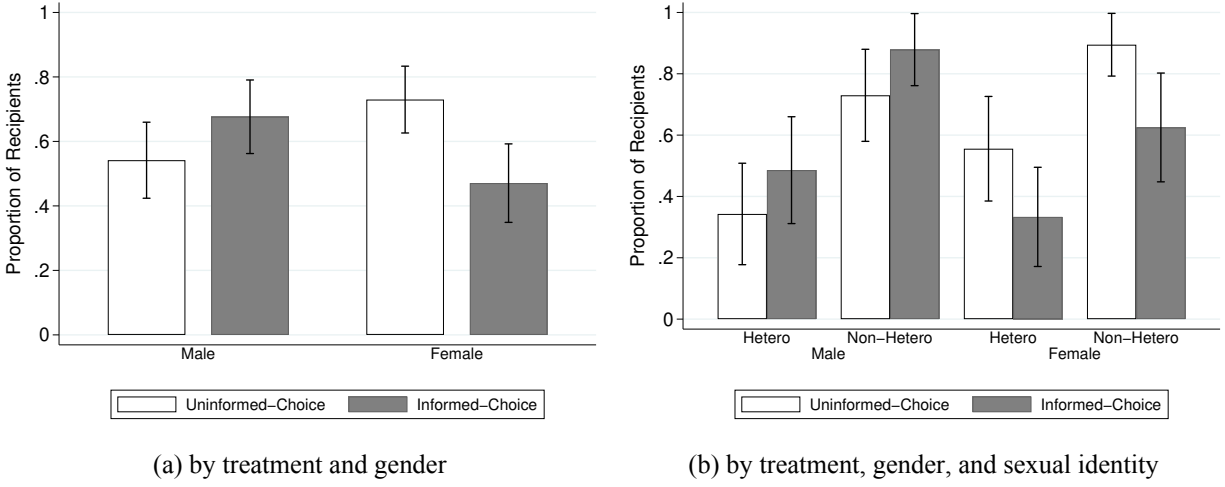 Proportion of Recipients
1
.8
.6
.4
.2
0
Male Female
Uninformed−Choice Informed−Choice
(a) by treatment and gender
Proportion of Recipients
1
.8
.6
.4
.2
0
Hetero Non−Hetero Hetero Non−Hetero
Male Female
Uninformed−Choice Informed−Choice
(b) by treatment, gender, and sexual identity